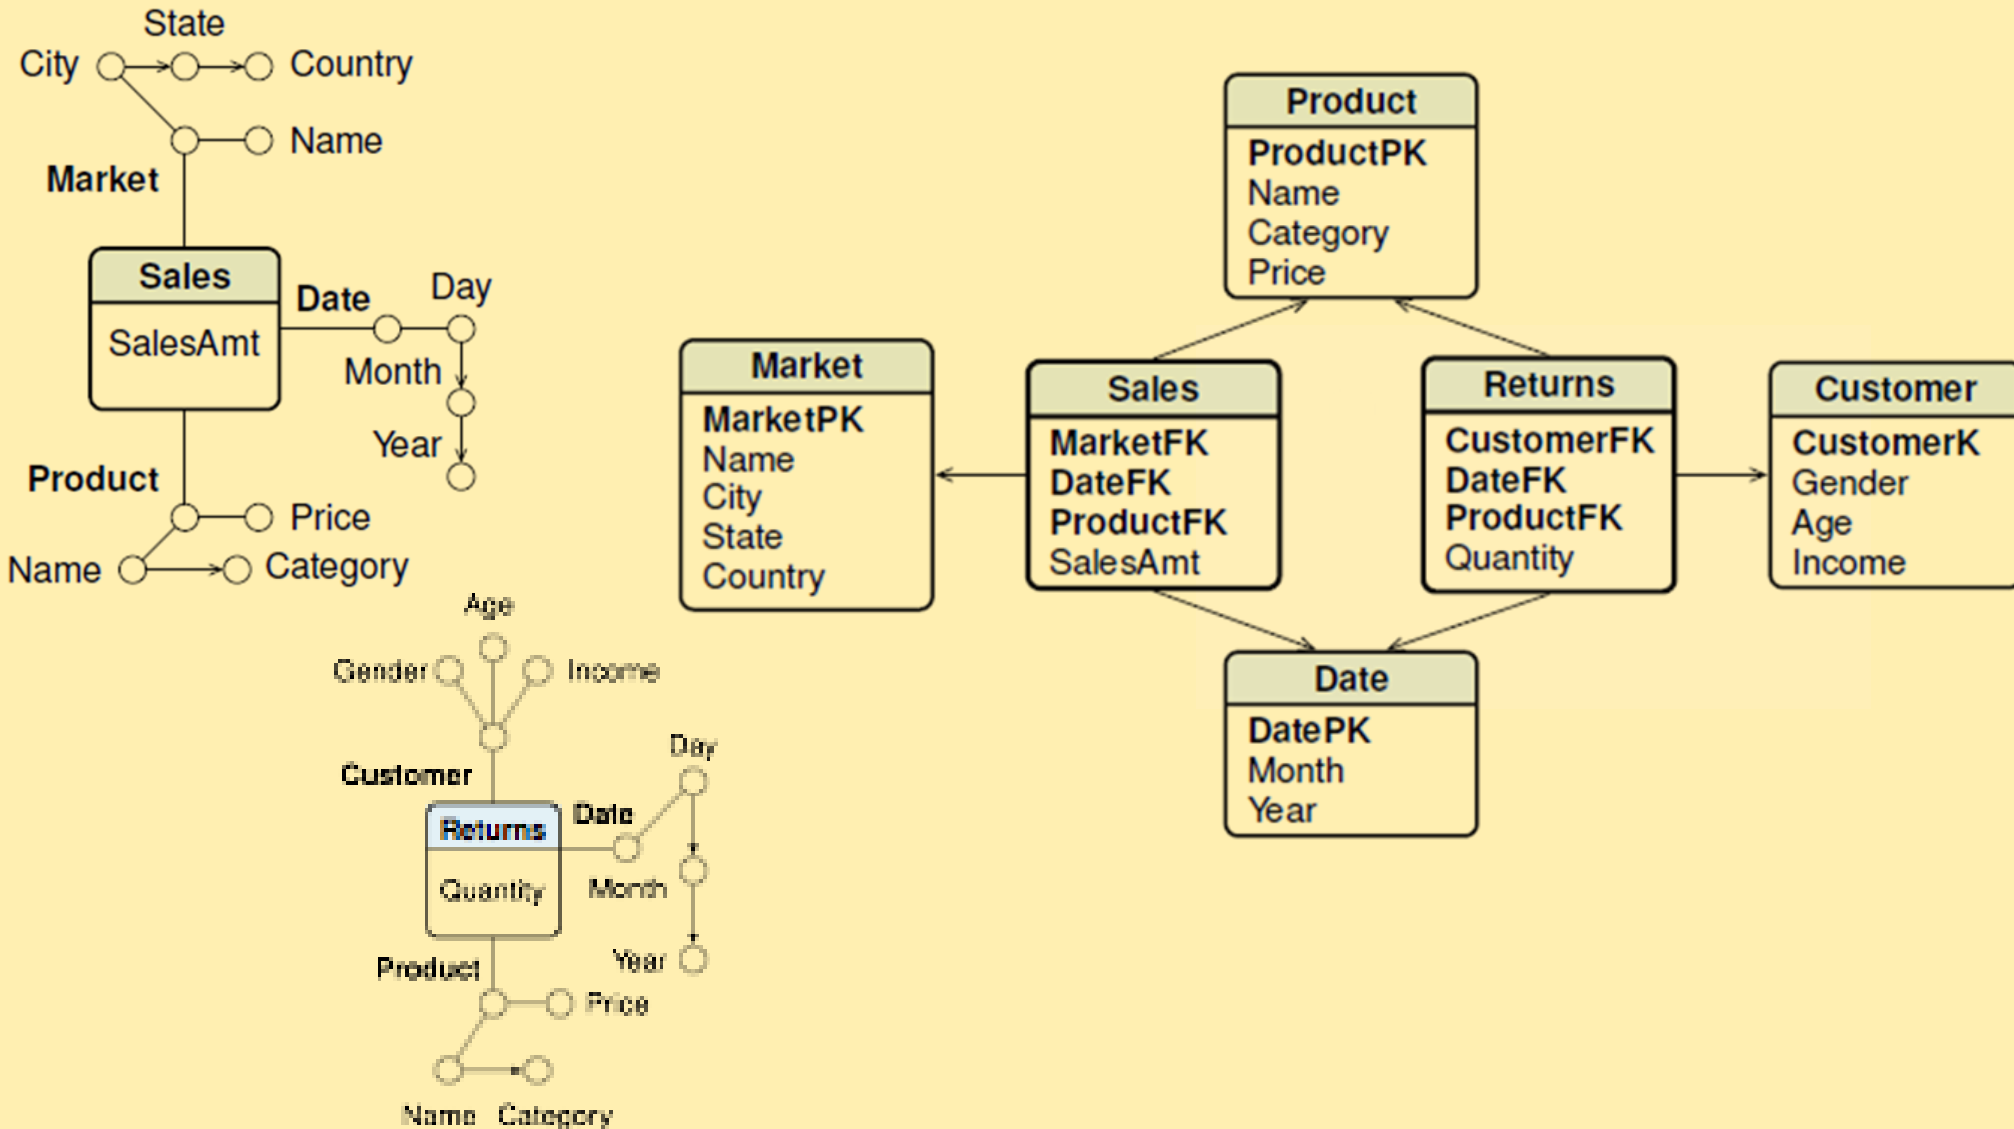 State
City
Country
Name
Market
Sales
SalesAmt
Date
Day
Month
Year
Product
Price
Name
Category
Age
Gender
Income
Customer
Day
Date
Returns
Quantity
Month
Product
Year
Price
Name
Category
Product
ProductPK
Name
Category
Price
Market
MarketPK
Name
City
State
Country
Sales
MarketFK
DateFK
ProductFK
SalesAmt
Returns
CustomerFK
DateFK
ProductFK
Quantity
Customer
CustomerK
Gender
Age
Income
Date
DatePK
Month
Year